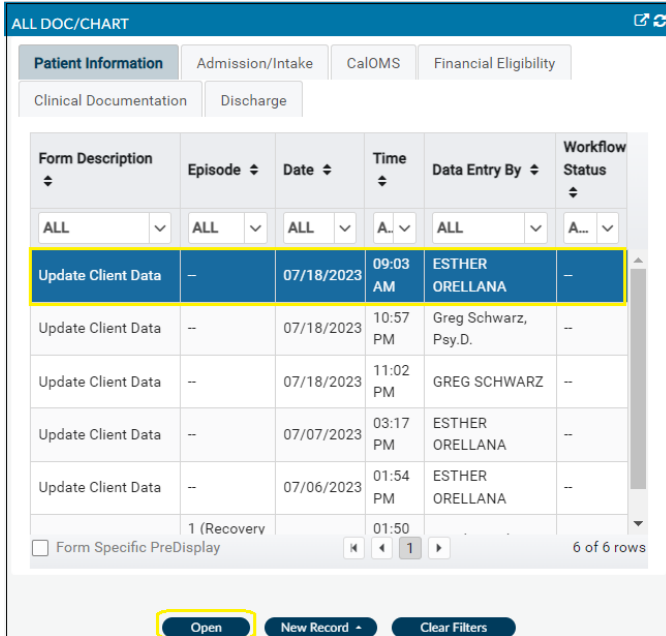 ALL DOC/CHART
Patient Information Admission/Intake CalOMS Financial Eligibility
Clinical Documentation Discharge
Form Description Episode Date Time Data Entry By Workflow Status
ALL ALL ALL A.. ALL A...
Update Client Data -- 07/18/2023 09:03 AM ESTHER ORELLANA --
Update Client Data -- 07/18/2023 10:57 PM Greg Schwarz, Psy.D. --
Update Client Data -- 07/18/2023 11:02 PM GREG SCHWARZ --
Update Client Data -- 07/07/2023 03:17 PM ESTHER ORELLANA --
Update Client Data -- 07/06/2023 01:54 PM ESTHER ORELLANA --
1 (Recovery 01:50
Form Specific PreDisplay 1 6 of 6 rows
Open New Record Clear Filters